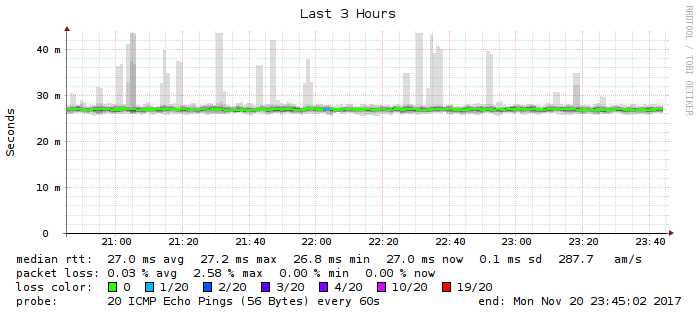 Last 3 Hours
RRDTOOL / TOBI OETIKER
Seconds
40 m
30 m
20 m
10 m
0
21:00 21:20 21:40 22:00 22:20 22:40 23:00 23:20 23:40
median rtt: 27.0 ms avg 27.2 ms max 26.8 ms min 27.0 ms now 0.1 ms sd 287.7 am/s
packet loss: 0.03 % avg 2.58 % max 0.00 % min 0.00 % now
loss color: 0 1/20 2/20 3/20 4/20 10/20 19/20
probe: 20 ICMP Echo Pings (56 Bytes) every 60s end: Mon Nov 20 23:45:02 2017